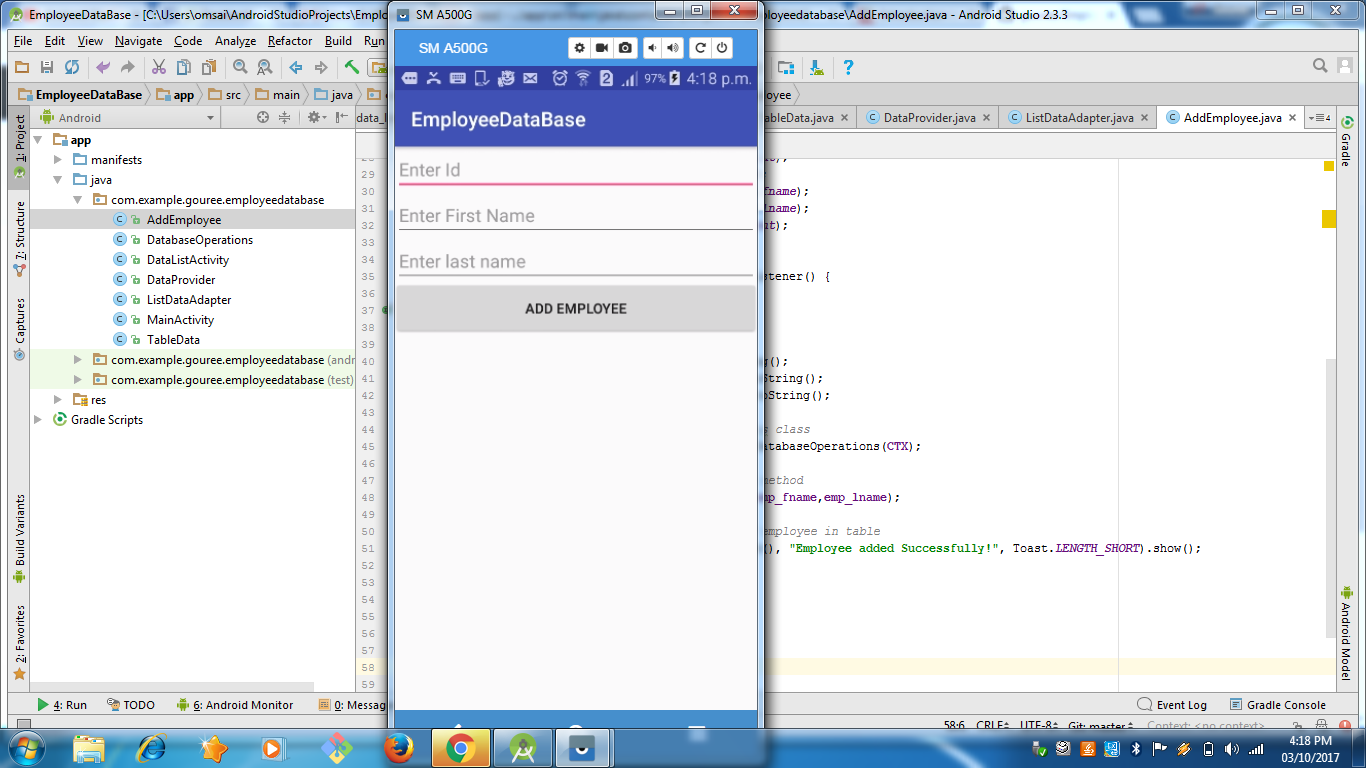 EmployeeDataBase - [C:\Users\omsai\AndroidStudioProjects\Emplo
SM A500G
oyeedatabase\AddEmployee.java - Android Studio 2.3.3
File Edit View Navigate Code Analyze Refactor Build Run
SM A500G
2 97% 4:18 p.m.
EmployeeDataBase app src main java
EmployeeDataBase
Android
TableData.java DataProvider.java ListDataAdapter.java AddEmployee.java 4
1: Project
7: Structure
Captures
Build Variants
2: Favorites
app
manifests
java
com.example.gouree.employeedatabase
AddEmployee
DatabaseOperations
DataListActivity
DataProvider
ListDataAdapter
MainActivity
TableData
com.example.gouree.employeedatabase (andr
com.example.gouree.employeedatabase (test)
res
Gradle Scripts
Enter Id
Enter First Name
Enter last name
ADD EMPLOYEE
29
30 fname);
31 lname);
32 nt);
33
34
35 stener() {
36
37
38
39
40 g();
41 String();
42 oString();
43
44 s class
45 atabaseOperations(CTX);
46
47 method
48 mp_fname,emp_lname);
49
50 employee in table
51 (), "Employee added Successfully!", Toast.LENGTH_SHORT).show();
52
53
54
55
56
57
58
59
Gradle
Android Model
4: Run TODO 6: Android Monitor 0: Messag
Event Log Gradle Console
58:6 CRLF UTF-8 Git: master Context: <no context>
4:18 PM
03/10/2017